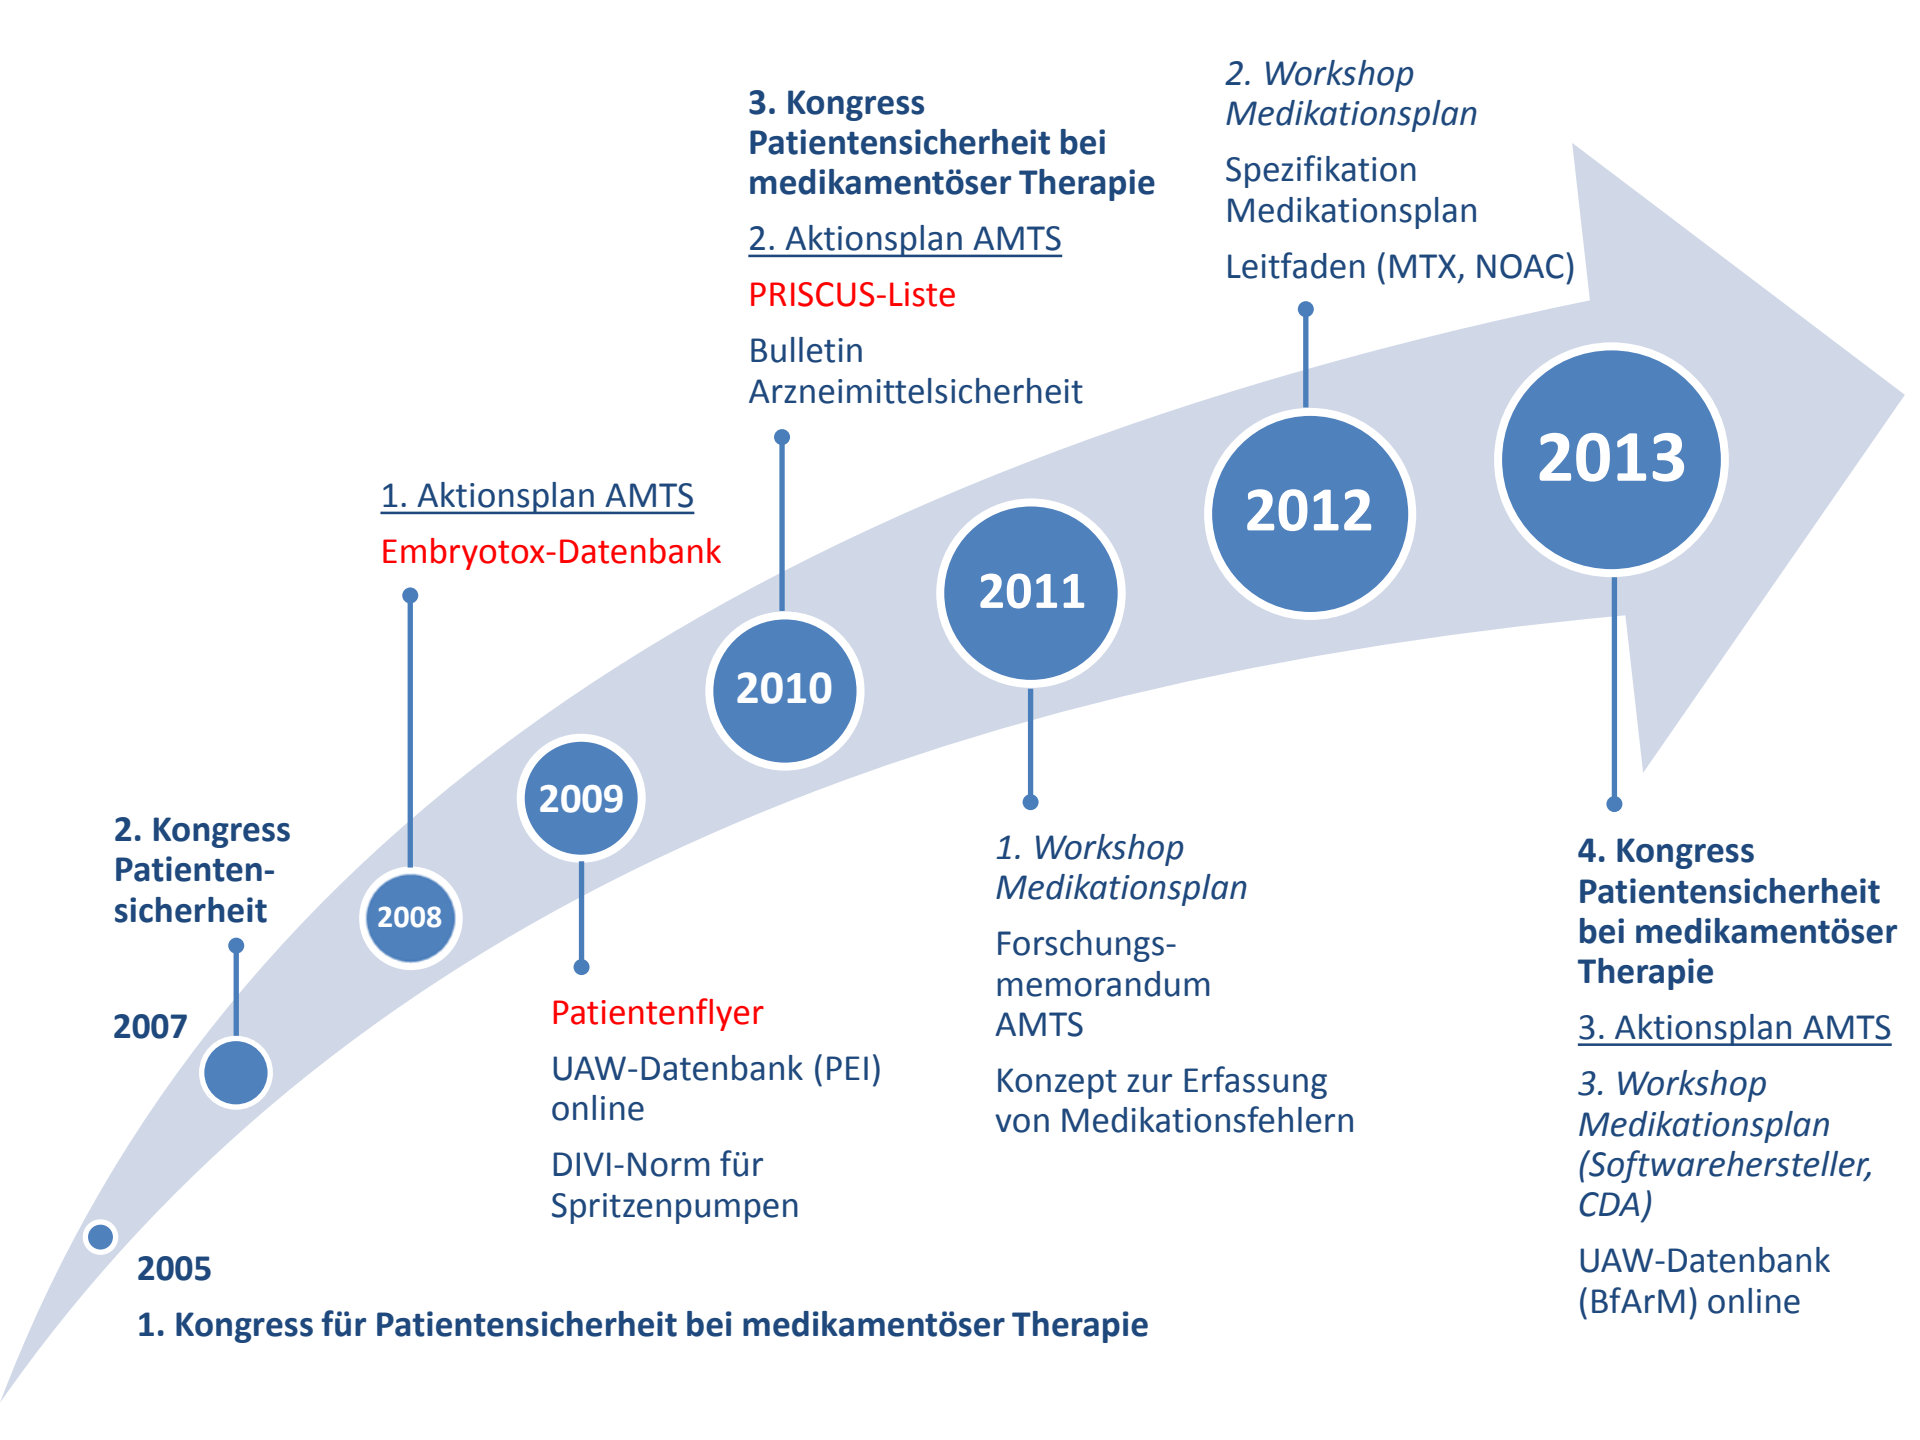 2005
1. Kongress für Patientensicherheit bei medikamentöser Therapie
2. Kongress
Patienten-
sicherheit
2007
1. Aktionsplan AMTS
Embryotox-Datenbank
2008
2009
Patientenflyer
UAW-Datenbank (PEI)
online
DIVI-Norm für
Spritzenpumpen
3. Kongress
Patientensicherheit bei
medikamentöser Therapie
2. Aktionsplan AMTS
PRISCUS-Liste
Bulletin
Arzneimittelsicherheit
2010
2011
1. Workshop
Medikationsplan
Forschungs-
memorandum
AMTS
Konzept zur Erfassung
von Medikationsfehlern
2. Workshop
Medikationsplan
Spezifikation
Medikationsplan
Leitfaden (MTX, NOAC)
2012
2013
4. Kongress
Patientensicherheit
bei medikamentöser
Therapie
3. Aktionsplan AMTS
3. Workshop
Medikationsplan
(Softwarehersteller,
CDA)
UAW-Datenbank
(BfArM) online